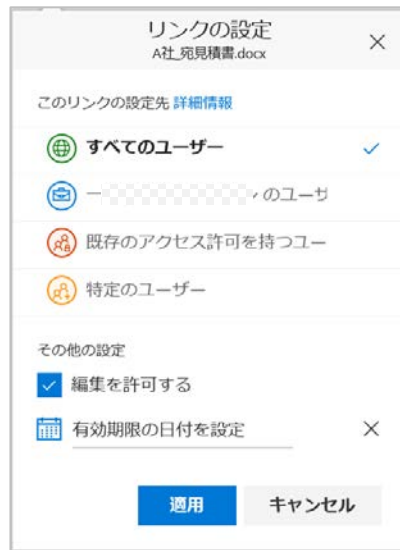 リンクの設定
A社_宛見積書.docx
このリンクの設定先 詳細情報
すべてのユーザー
のユーザ
既存のアクセス許可を持つユー
特定のユーザー
その他の設定
編集を許可する
有効期限の日付を設定
適用 キャンセル